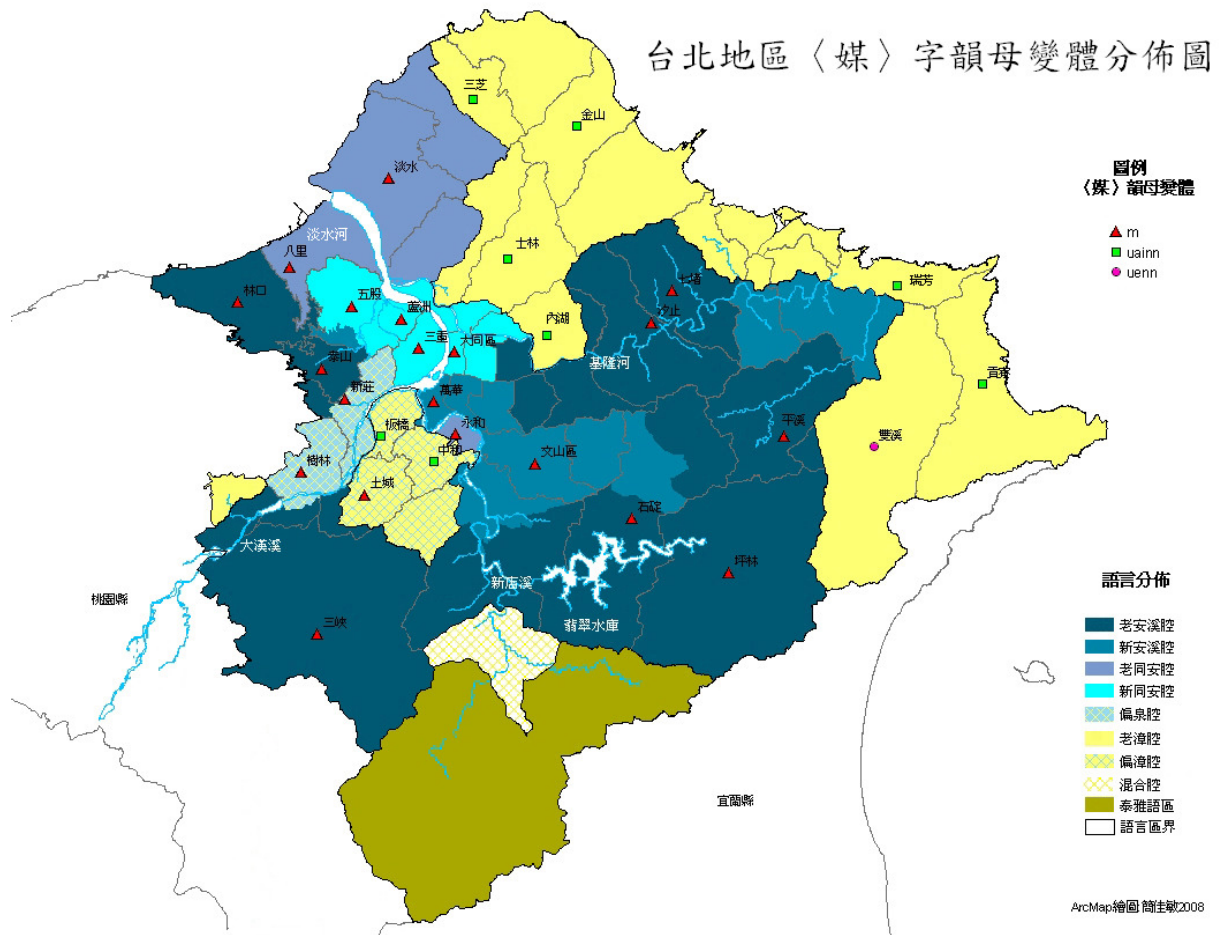 台北地區〈媒〉字韻母變體分佈圖
三芝
金山
淡水
士林
淡水河
八里
林口
五股
蘆洲
七堵
汐止
瑞芳
內湖
三重
大同區
基隆河
泰山
新莊
萬華
貢寮
板橋
永和
平溪
雙溪
中和
文山區
樹林
土城
石碇
大漢溪
新店溪
坪林
桃園縣
三峽
翡翠水庫
宜蘭縣
圖例
〈媒〉韻母變體
m
uainn
uenn
語言分佈
老安溪腔
新安溪腔
老同安腔
新同安腔
偏泉腔
老漳腔
偏漳腔
混合腔
泰雅語區
語言區界
ArcMap繪圖 簡佳敏2008